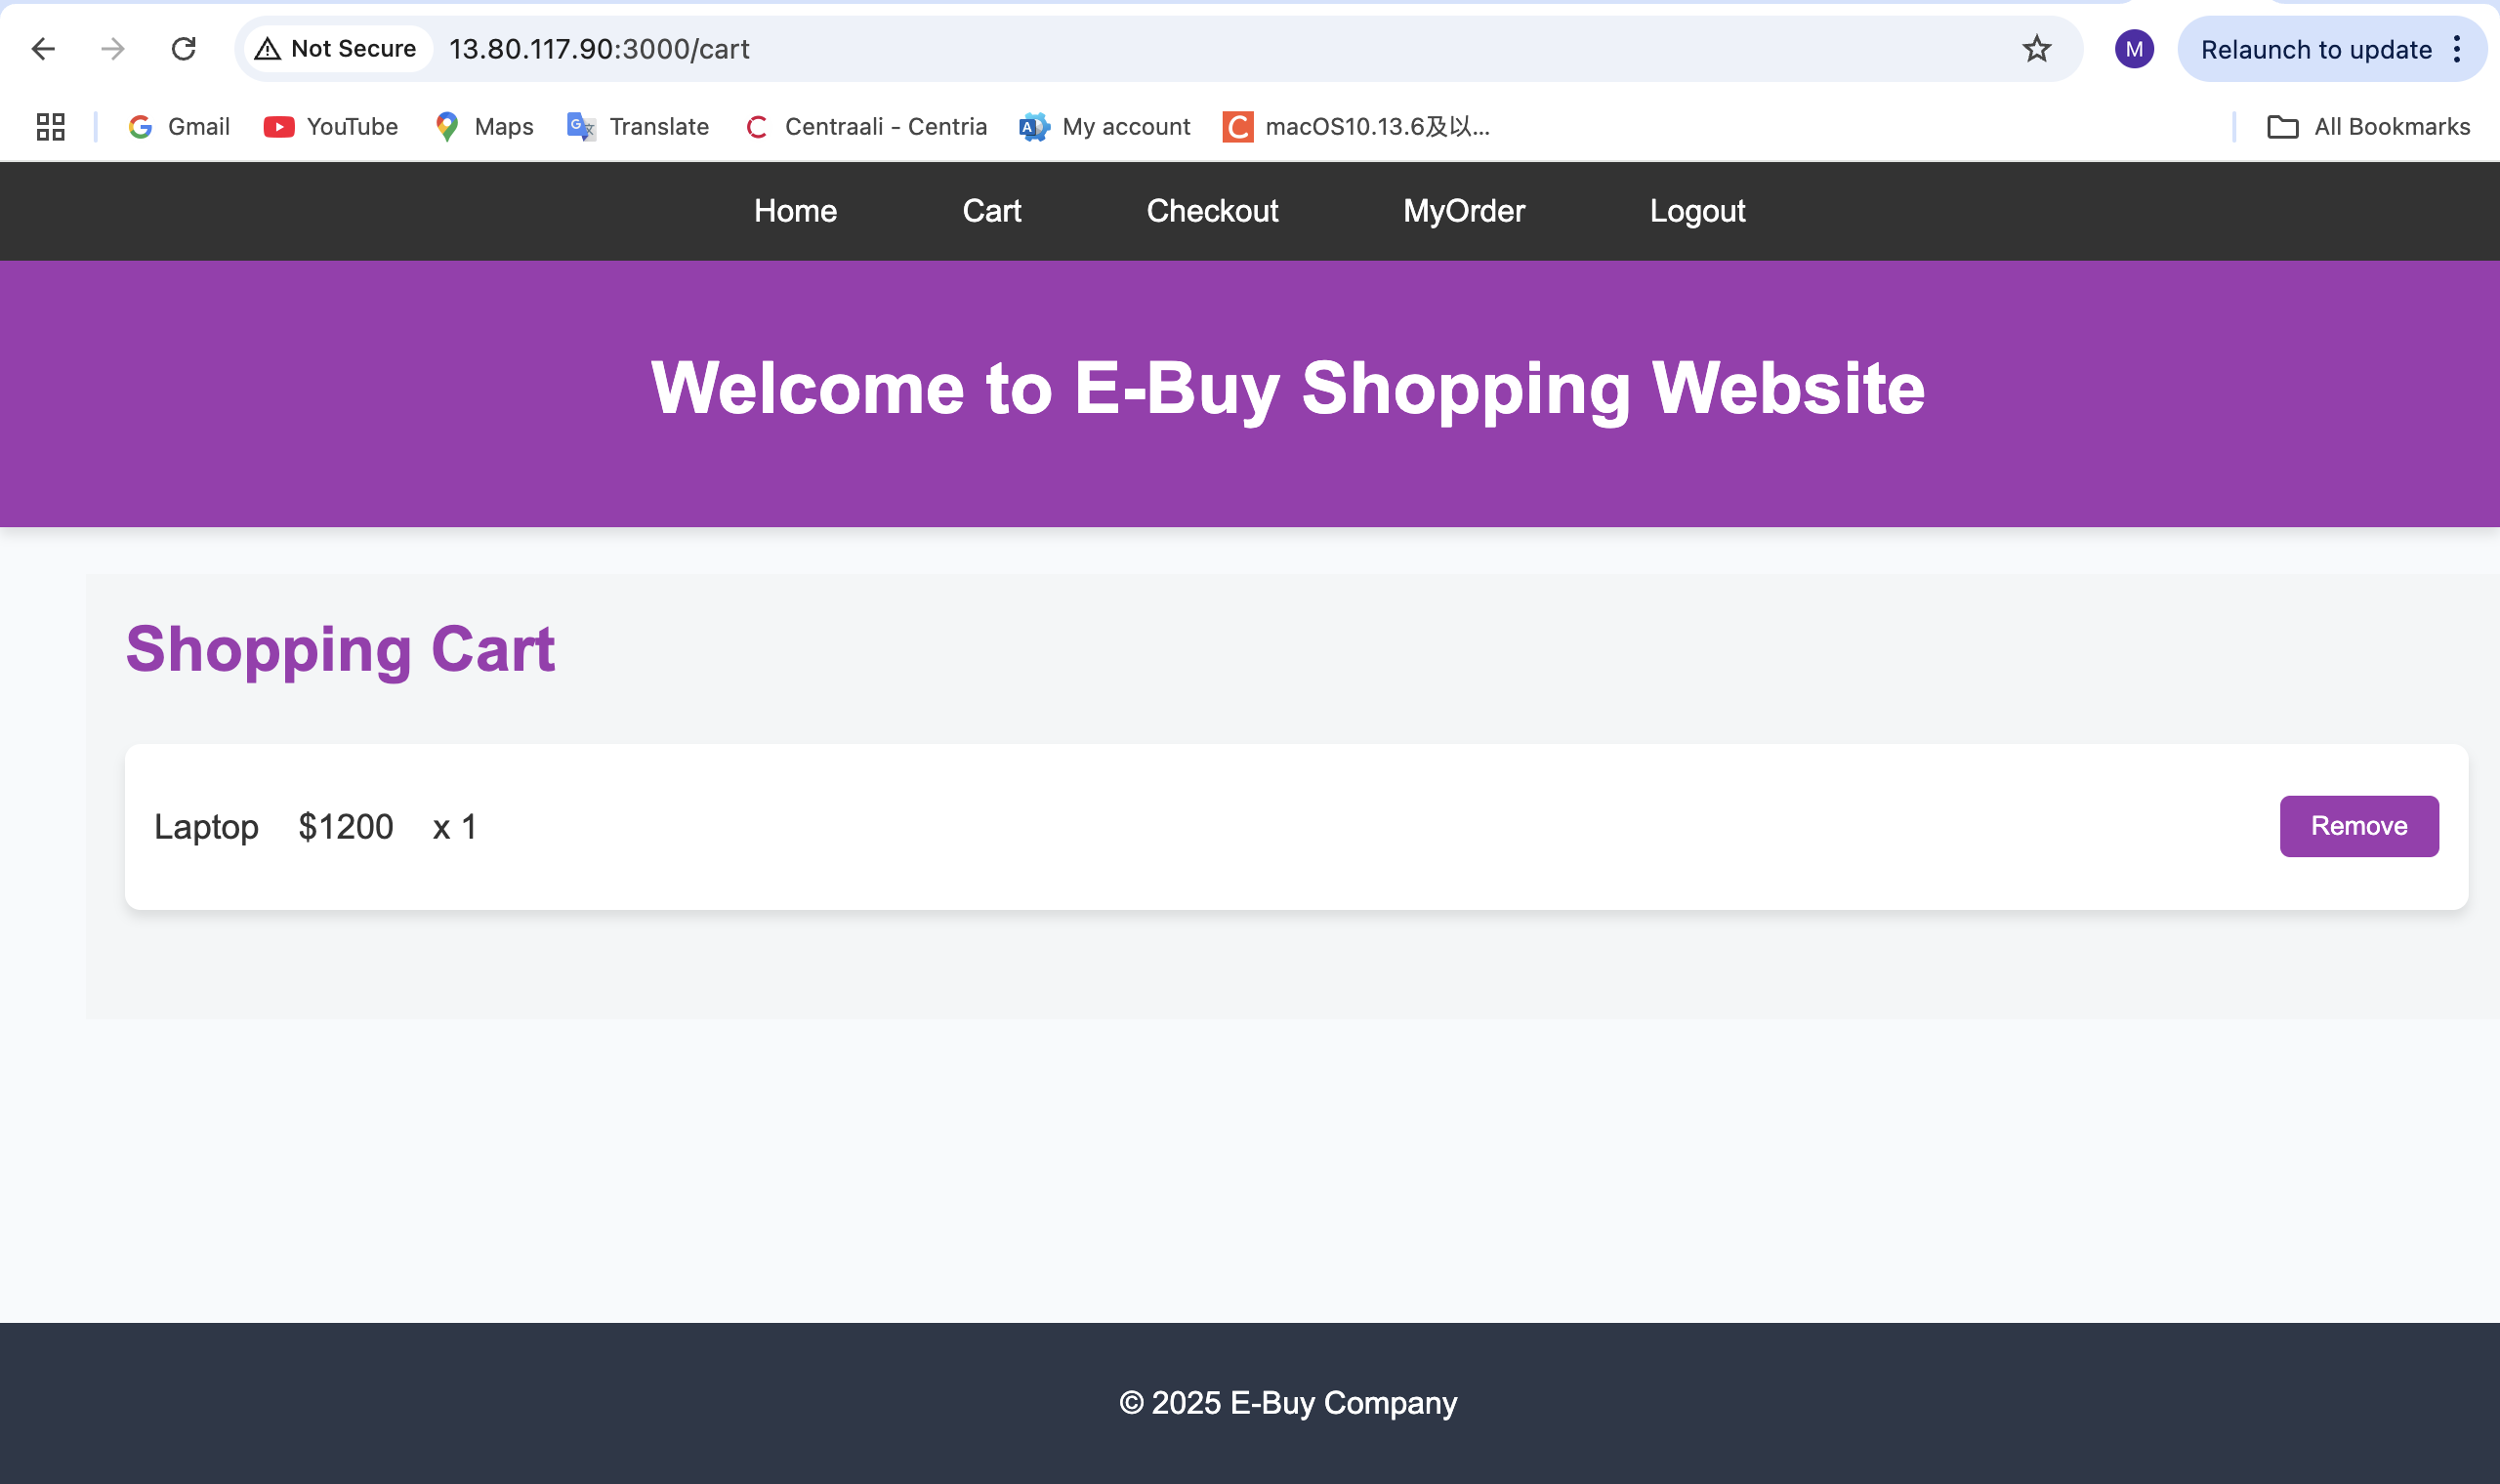 Not Secure 13.80.117.90:3000/cart M Relaunch to update
Gmail YouTube Maps Translate Centraali - Centria My account macOS10.13.6及以... All Bookmarks
Home Cart Checkout MyOrder Logout
Welcome to E-Buy Shopping Website
Shopping Cart
Laptop $1200 x 1 Remove
© 2025 E-Buy Company